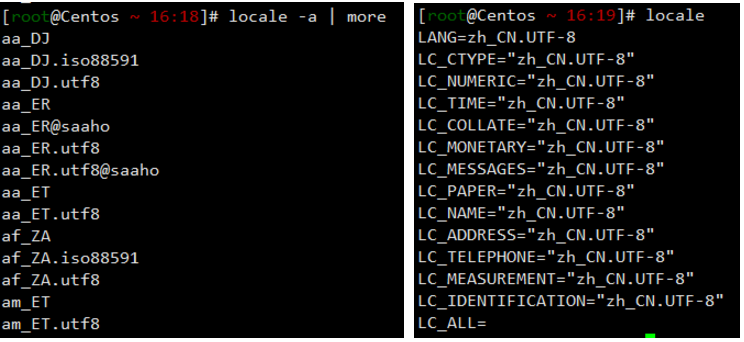 [root@Centos ~ 16:18]# locale -a | more
aa_DJ
aa_DJ.iso88591
aa_DJ.utf8
aa_ER
aa_ER@saaho
aa_ER.utf8
aa_ER.utf8@saaho
aa_ET
aa_ET.utf8
af_ZA
af_ZA.iso88591
af_ZA.utf8
am_ET
am_ET.utf8
[root@Centos ~ 16:19]# locale
LANG=zh_CN.UTF-8
LC_CTYPE="zh_CN.UTF-8"
LC_NUMERIC="zh_CN.UTF-8"
LC_TIME="zh_CN.UTF-8"
LC_COLLATE="zh_CN.UTF-8"
LC_MONETARY="zh_CN.UTF-8"
LC_MESSAGES="zh_CN.UTF-8"
LC_PAPER="zh_CN.UTF-8"
LC_NAME="zh_CN.UTF-8"
LC_ADDRESS="zh_CN.UTF-8"
LC_TELEPHONE="zh_CN.UTF-8"
LC_MEASUREMENT="zh_CN.UTF-8"
LC_IDENTIFICATION="zh_CN.UTF-8"
LC_ALL=